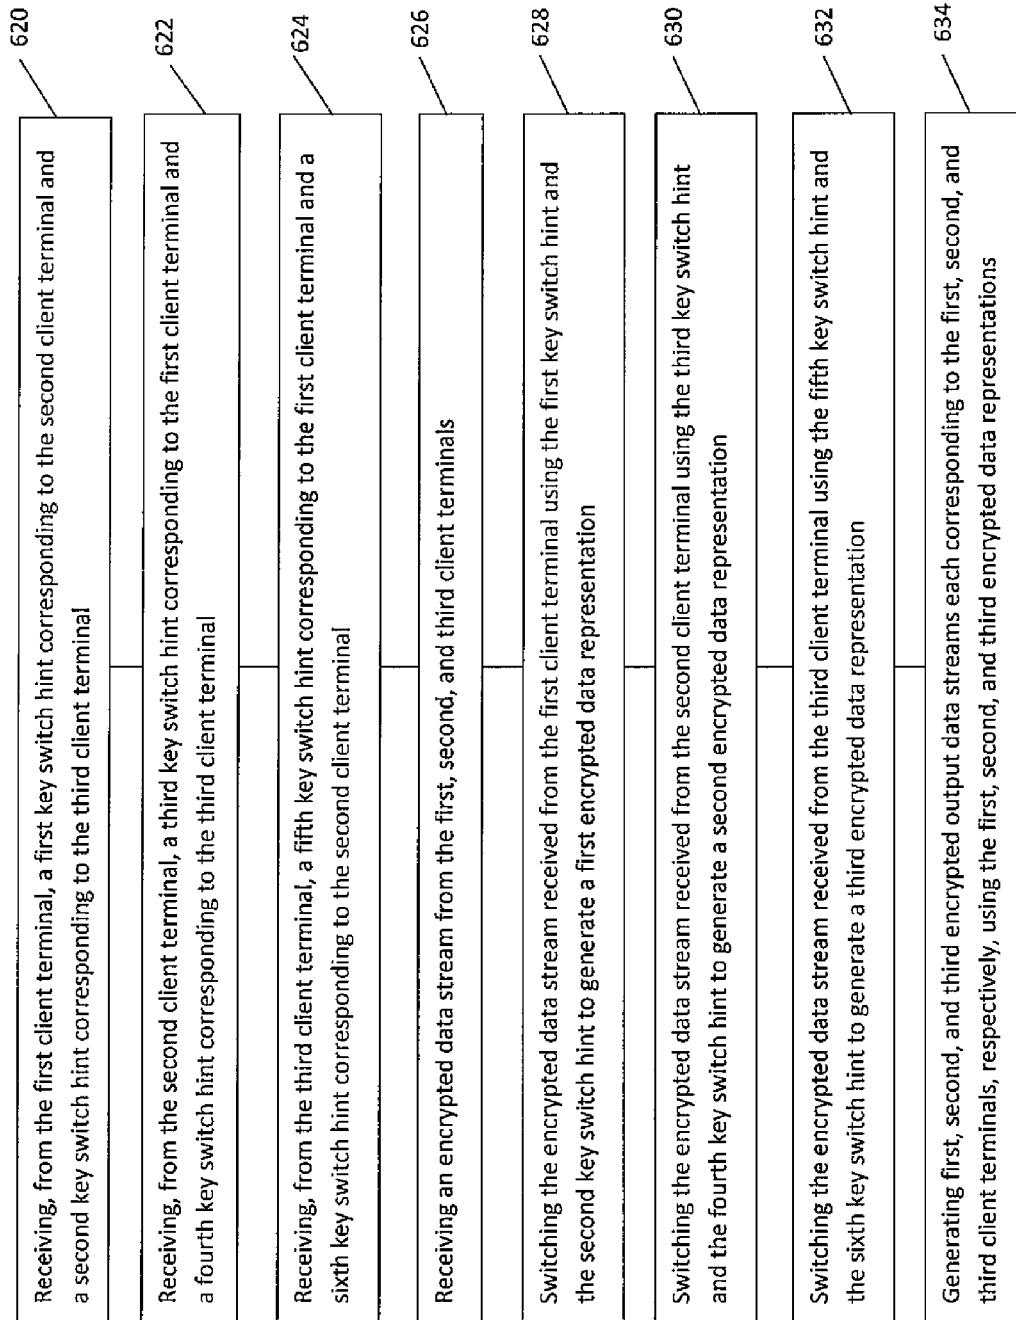 Receiving, from the first client terminal, a first key switch hint corresponding to the second client terminal and
a second key switch hint corresponding to the third client terminal
620
Receiving, from the second client terminal, a third key switch hint corresponding to the first client terminal and
a fourth key switch hint corresponding to the third client terminal
622
Receiving, from the third client terminal, a fifth key switch hint corresponding to the first client terminal and a
sixth key switch hint corresponding to the second client terminal
624
Receiving an encrypted data stream from the first, second, and third client terminals
626
Switching the encrypted data stream received from the first client terminal using the first key switch hint and
the second key switch hint to generate a first encrypted data representation
628
Switching the encrypted data stream received from the second client terminal using the third key switch hint
and the fourth key switch hint to generate a second encrypted data representation
630
Switching the encrypted data stream received from the third client terminal using the fifth key switch hint and
the sixth key switch hint to generate a third encrypted data representation
632
Generating first, second, and third encrypted output data streams each corresponding to the first, second, and
third client terminals, respectively, using the first, second, and third encrypted data representations
634